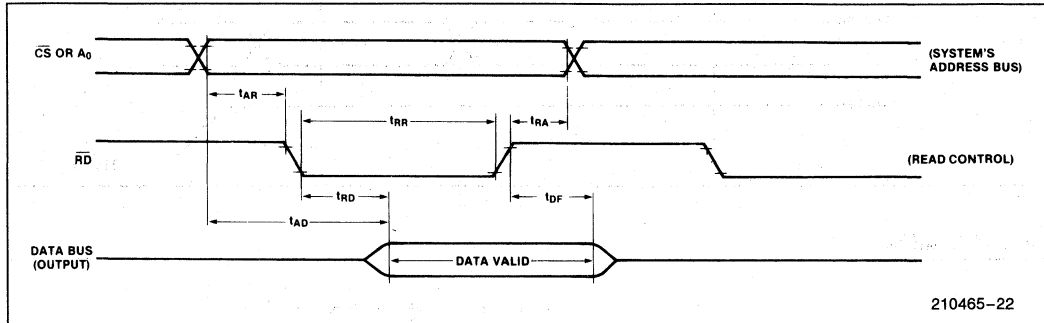 CS OR A0
(SYSTEM'S
ADDRESS BUS)
tAR
tRR
tRA
RD
(READ CONTROL)
tRD
tDF
tAD
DATA BUS
(OUTPUT)
DATA VALID
210465-22